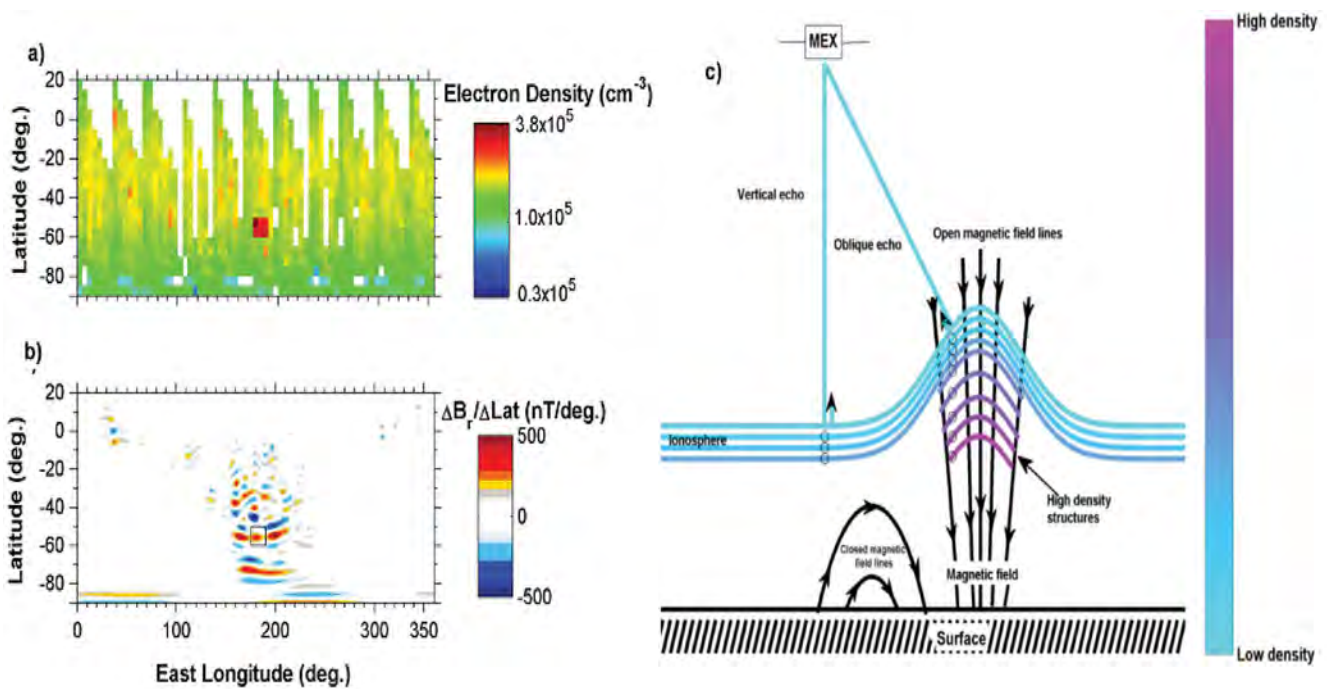 a)
Electron Density (cm⁻³)
3.8x10⁵
1.0x10⁵
0.3x10⁵
Latitude (deg.)
20
0
-20
-40
-60
-80
b)
ΔBr/ΔLat (nT/deg.)
500
0
-500
Latitude (deg.)
20
0
-20
-40
-60
-80
0
100
200
300
350
East Longitude (deg.)
c)
MEX
Vertical echo
Oblique echo
Open magnetic field lines
Ionosphere
High density
structures
Closed magnetic
field lines
Magnetic field
Surface
High density
Low density